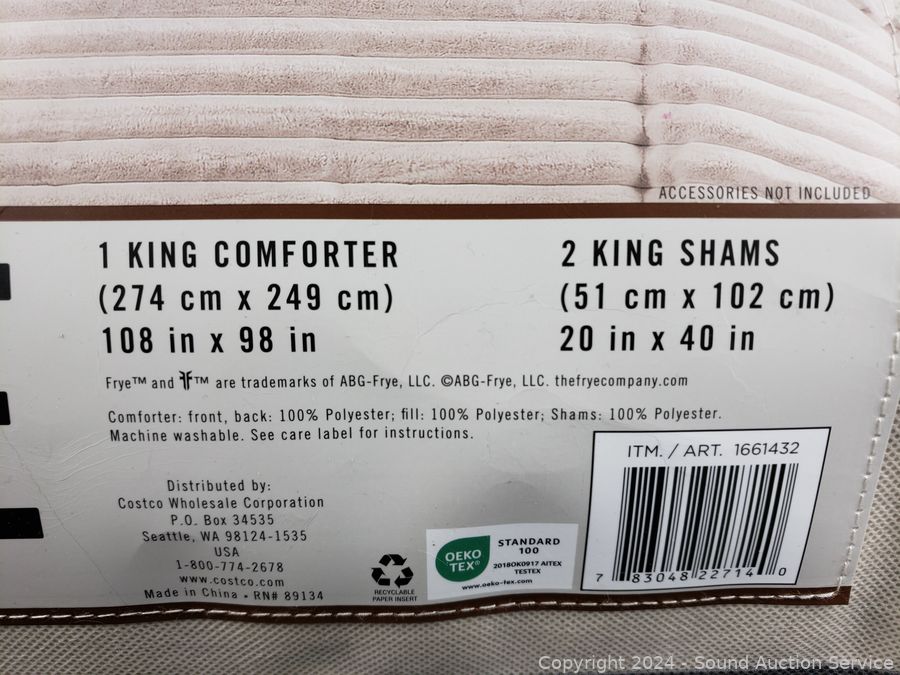 ACCESSORIES NOT INCLUDED
1 KING COMFORTER
(274 cm x 249 cm)
108 in x 98 in
2 KING SHAMS
(51 cm x 102 cm)
20 in x 40 in
Frye™ and ™ are trademarks of ABG-Frye, LLC. ©ABG-Frye, LLC. thefryecompany.com
Comforter: front, back: 100% Polyester; fill: 100% Polyester; Shams: 100% Polyester.
Machine washable. See care label for instructions.
Distributed by:
Costco Wholesale Corporation
P.O. Box 34535
Seattle, WA 98124-1535
USA
1-800-774-2678
www.costco.com
Made in China • RN# 89134
RECYCLABLE
PAPER INSERT
OEKO
TEX®
STANDARD
100
2018OK0917 AITEX
TESTEX
www.oeko-tex.com
ITM. / ART. 1661432
7 83048 22714 0
Copyright 2024 - Sound Auction Service